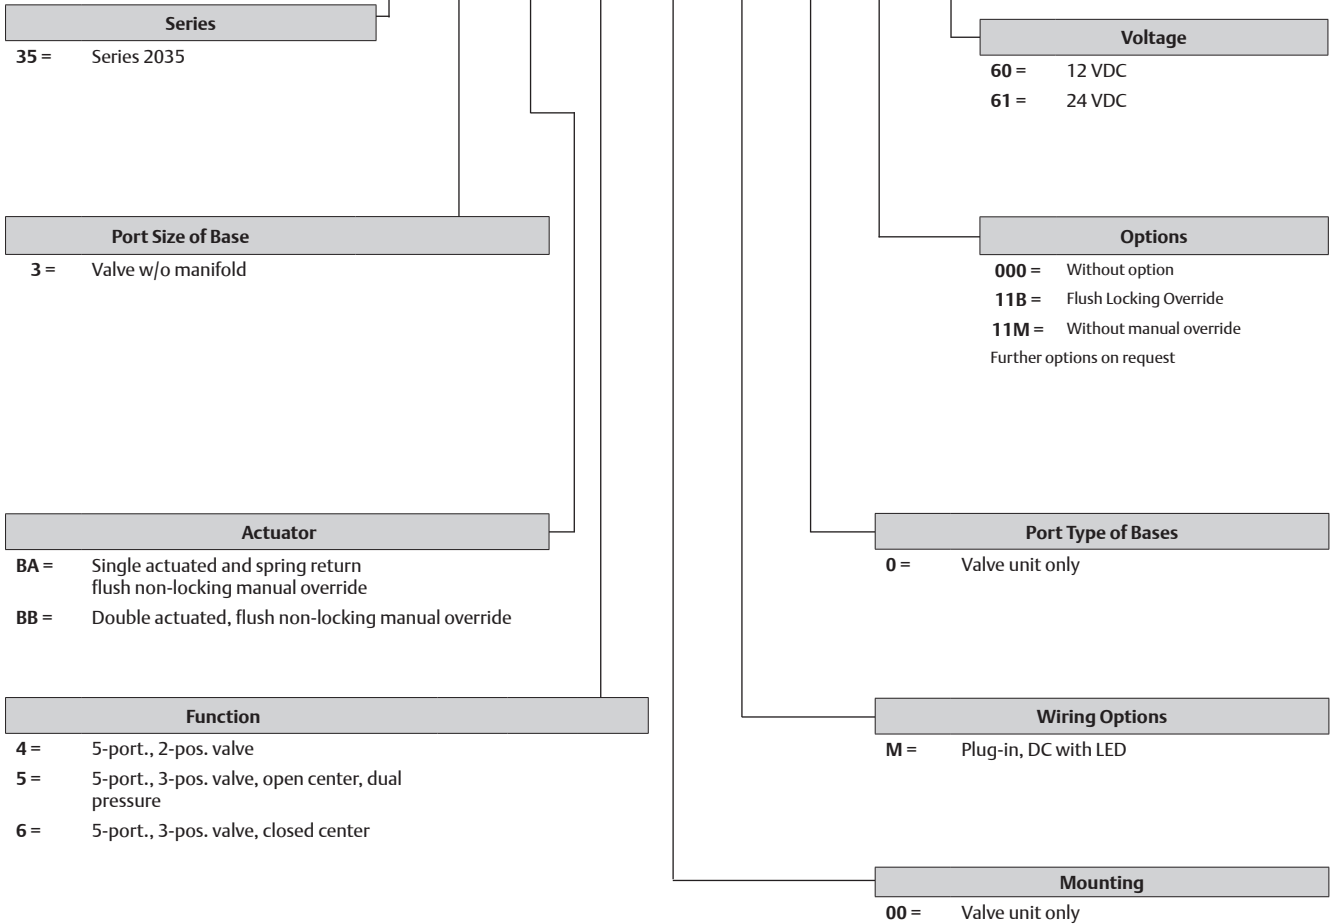 Series
35 = Series 2035
Port Size of Base
3 = Valve w/o manifold
Actuator
BA = Single actuated and spring return
flush non-locking manual override
BB = Double actuated, flush non-locking manual override
Function
4 = 5-port., 2-pos. valve
5 = 5-port., 3-pos. valve, open center, dual
pressure
6 = 5-port., 3-pos. valve, closed center
Voltage
60 = 12 VDC
61 = 24 VDC
Options
000 = Without option
11B = Flush Locking Override
11M = Without manual override
Further options on request
Port Type of Bases
0 = Valve unit only
Wiring Options
M = Plug-in, DC with LED
Mounting
00 = Valve unit only